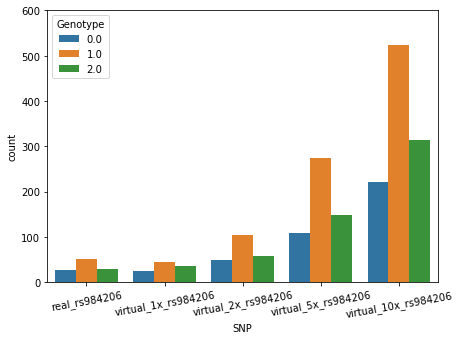 600
500
400
300
200
100
0
count
Genotype
0.0
1.0
2.0
real_rs984206
virtual_1x_rs984206
virtual_2x_rs984206
virtual_5x_rs984206
virtual_10x_rs984206
SNP